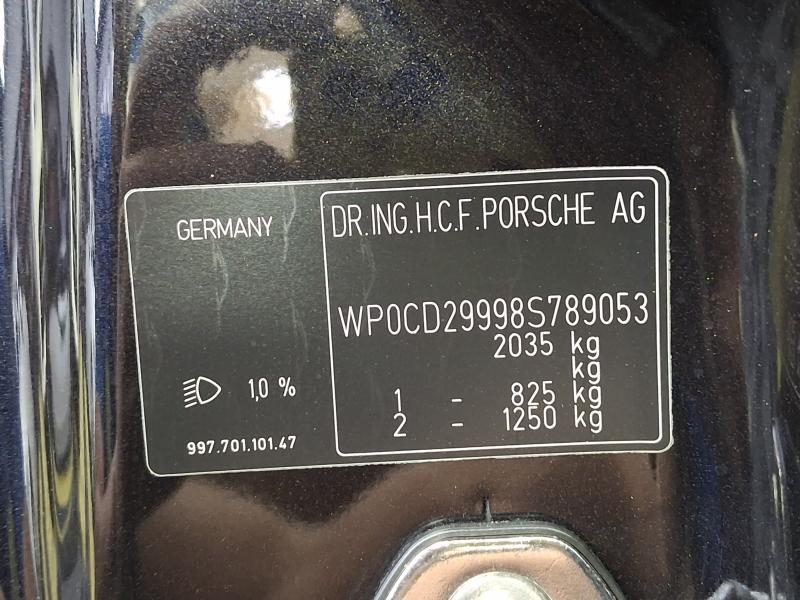 GERMANY
DR.ING.H.C.F.PORSCHE AG
WP0CD29998S789053
2035 kg
kg
1,0 %
1 - 825 kg
2 - 1250 kg
997.701.101.47